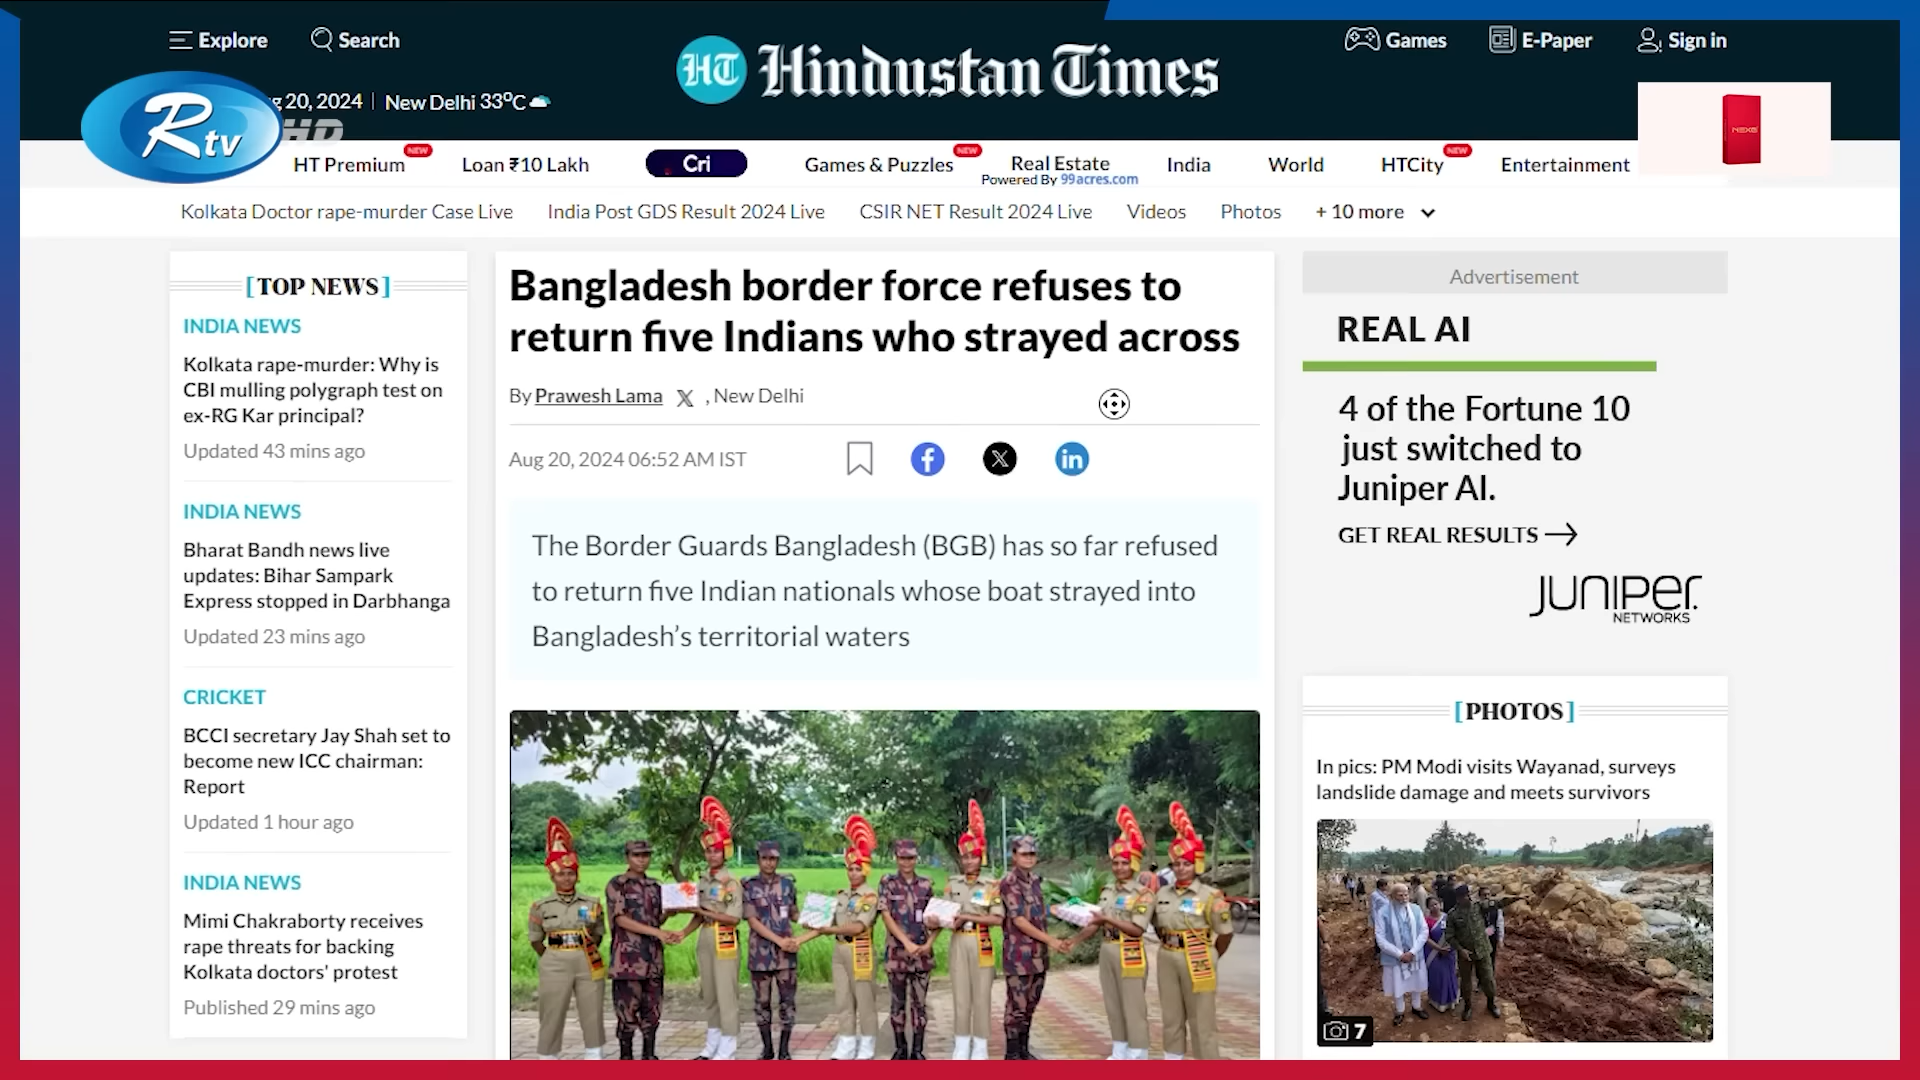 Explore
Search
HT
Hindustan Times
Games
E-Paper
Sign in
g 20, 2024
New Delhi 33°C
Rtv
HD
NEXG
HT Premium
NEW
Loan ₹10 Lakh
Cri
Games & Puzzles
NEW
Real Estate
Powered By 99acres.com
India
World
HTCity
NEW
Entertainment
Kolkata Doctor rape-murder Case Live
India Post GDS Result 2024 Live
CSIR NET Result 2024 Live
Videos
Photos
+ 10 more
[TOP NEWS]
INDIA NEWS
Kolkata rape-murder: Why is
CBI mulling polygraph test on
ex-RG Kar principal?
Updated 43 mins ago
INDIA NEWS
Bharat Bandh news live
updates: Bihar Sampark
Express stopped in Darbhanga
Updated 23 mins ago
CRICKET
BCCI secretary Jay Shah set to
become new ICC chairman:
Report
Updated 1 hour ago
INDIA NEWS
Mimi Chakraborty receives
rape threats for backing
Kolkata doctors' protest
Published 29 mins ago
Bangladesh border force refuses to
return five Indians who strayed across
By Prawesh Lama X , New Delhi
Aug 20, 2024 06:52 AM IST
The Border Guards Bangladesh (BGB) has so far refused
to return five Indian nationals whose boat strayed into
Bangladesh’s territorial waters
Advertisement
REAL AI
4 of the Fortune 10
just switched to
Juniper AI.
GET REAL RESULTS
JUNIPEr
NETWORKS
[PHOTOS]
In pics: PM Modi visits Wayanad, surveys
landslide damage and meets survivors
7